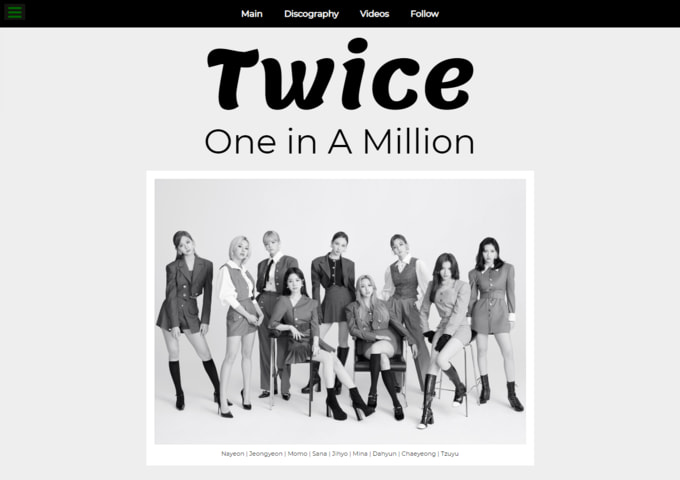 Main Discography Videos Follow
Twice
One in A Million
Nayeon | Jeongyeon | Momo | Sana | Jihyo | Mina | Dahyun | Chaeyeong | Tzuyu